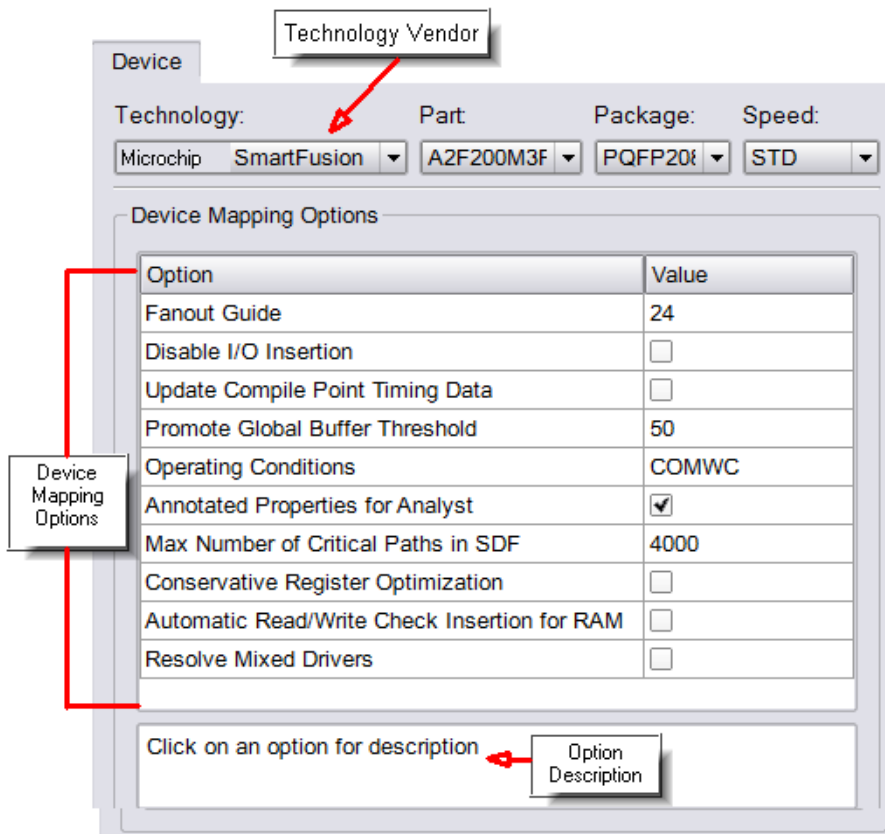 Technology Vendor
Device
Technology: Part: Package: Speed:
Microchip SmartFusion A2F200M3F PQFP208 STD
Device Mapping Options
Option Value
Fanout Guide 24
Disable I/O Insertion
Update Compile Point Timing Data
Promote Global Buffer Threshold 50
Operating Conditions COMWC
Annotated Properties for Analyst
Max Number of Critical Paths in SDF 4000
Conservative Register Optimization
Automatic Read/Write Check Insertion for RAM
Resolve Mixed Drivers
Device
Mapping
Options
Click on an option for description
Option
Description